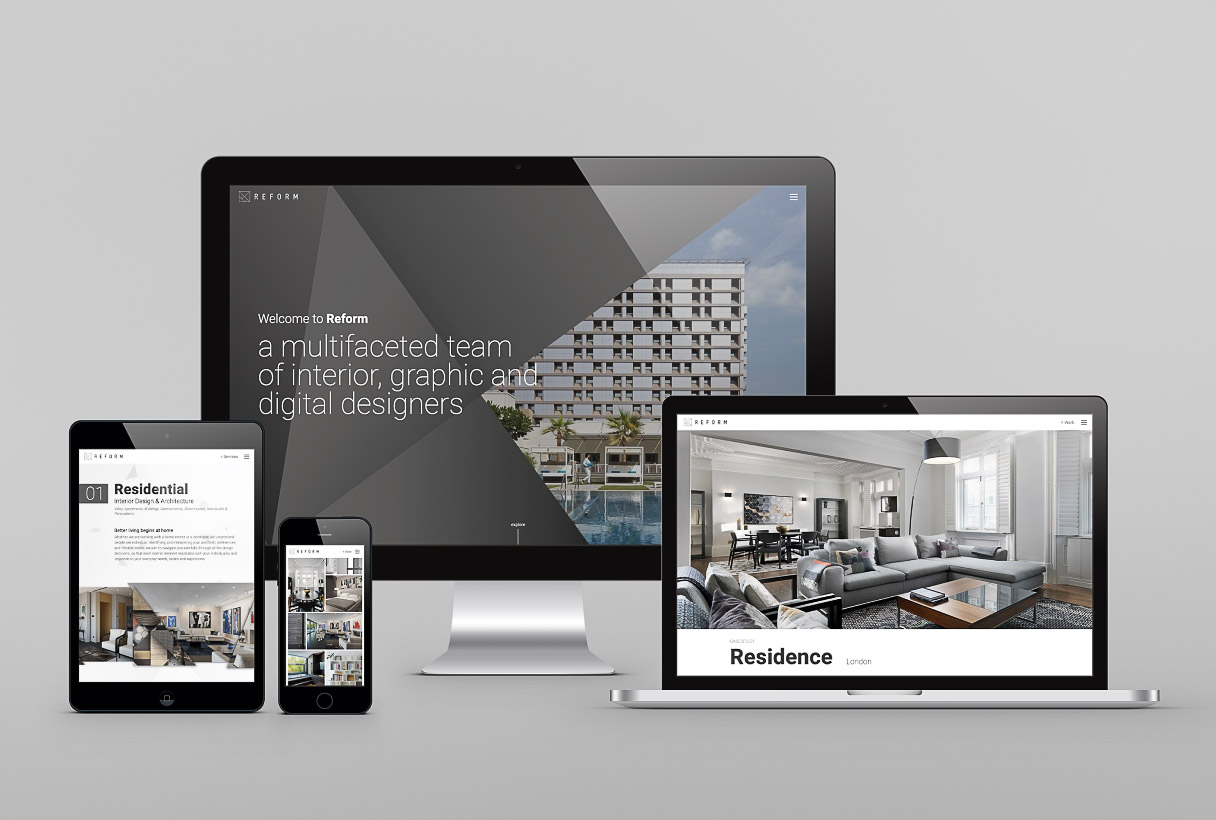 REFORM
Welcome to Reform
a multifaceted team
of interior, graphic and
digital designers
explore
REFORM
< Services
01
Residential
Interior Design & Architecture
Better living begins at home
REFORM
< Work
REFORM
< Work
CASE STUDY
Residence London